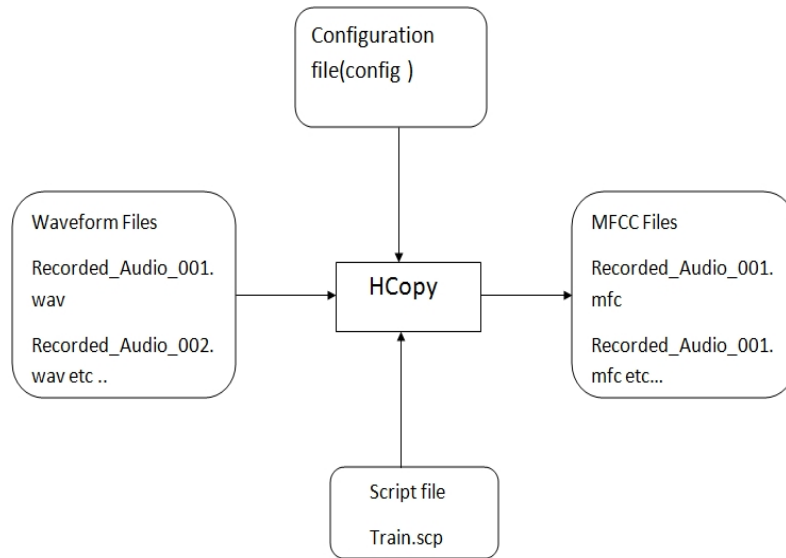 Configuration
file(config )
Waveform Files
Recorded_Audio_001.
wav
Recorded_Audio_002.
wav etc ..
HCopy
MFCC Files
Recorded_Audio_001.
mfc
Recorded_Audio_001.
mfc etc...
Script file
Train.scp